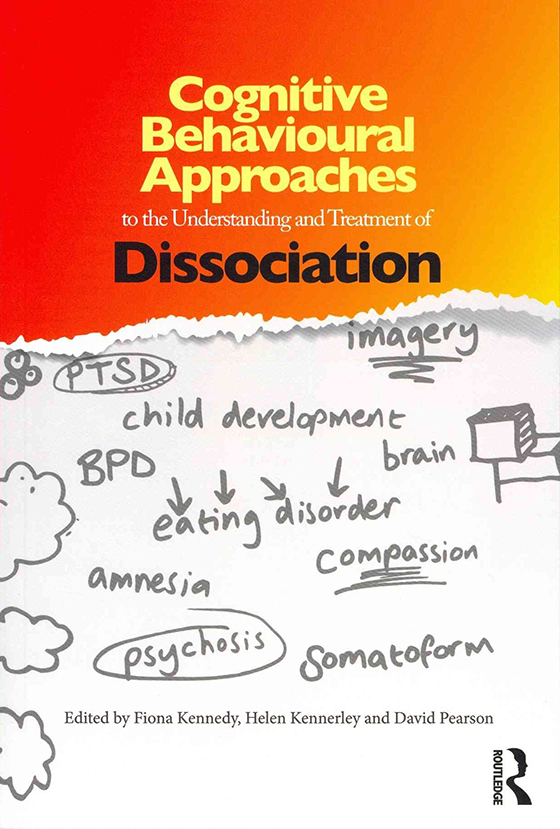 Cognitive
Behavioural
Approaches
to the Understanding and Treatment of
Dissociation
imagery
PTSD
child development
BPD
brain
eating disorder
compassion
amnesia
psychosis
somatoform
Edited by Fiona Kennedy, Helen Kennerley and David Pearson
ROUTLEDGE